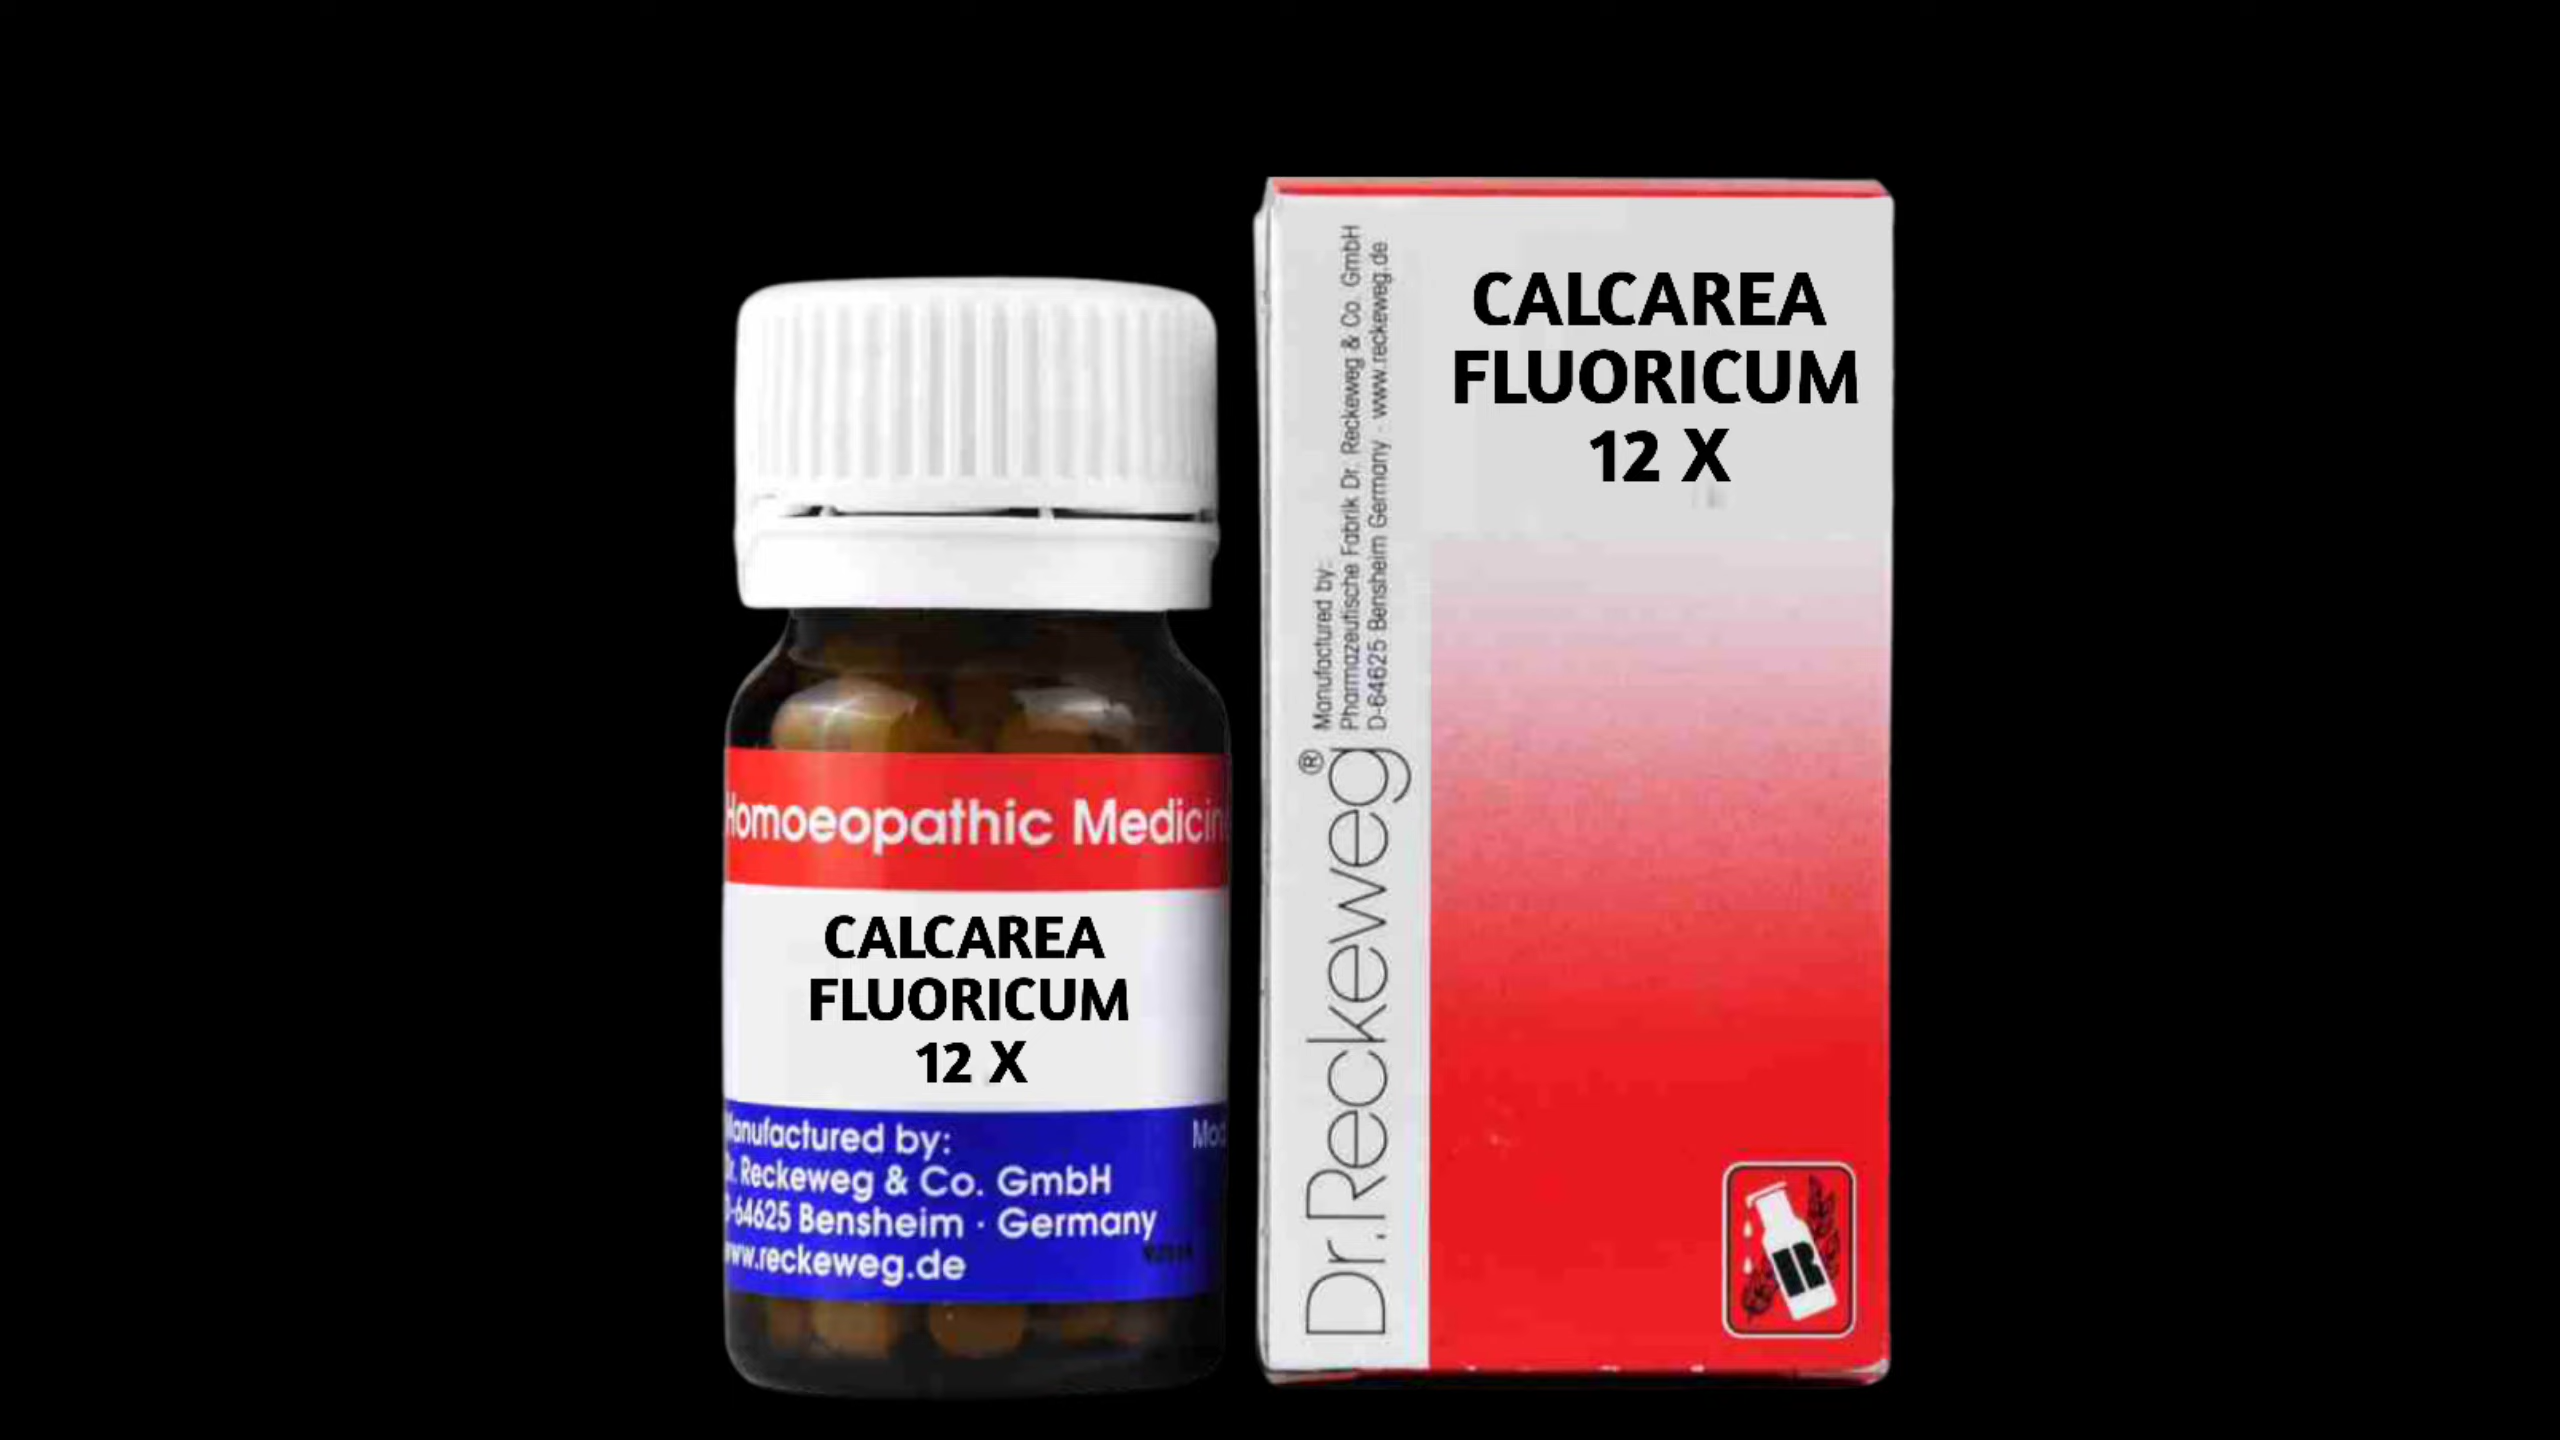 Homoeopathic Medicin
CALCAREA
FLUORICUM
12 X
Manufactured by:
Dr. Reckeweg & Co. GmbH
D-64625 Bensheim · Germany
www.reckeweg.de
Dr.Reckeweg®
Manufactured by:
Pharmazeutische Fabrik Dr. Reckeweg & Co. GmbH
D-64625 Bensheim Germany - www.reckeweg.de
CALCAREA
FLUORICUM
12 X
R